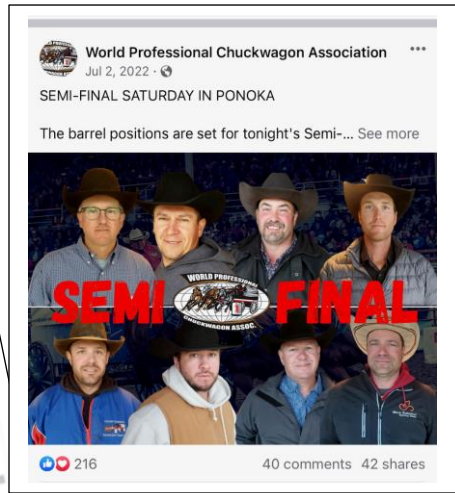 World Professional Chuckwagon Association
Jul 2, 2022 ·
SEMI-FINAL SATURDAY IN PONOKA
The barrel positions are set for tonight's Semi-... See more
WORLD PROFESSIONAL
SEMI FINAL
CHUCKWAGON ASSOC.
216 40 comments 42 shares